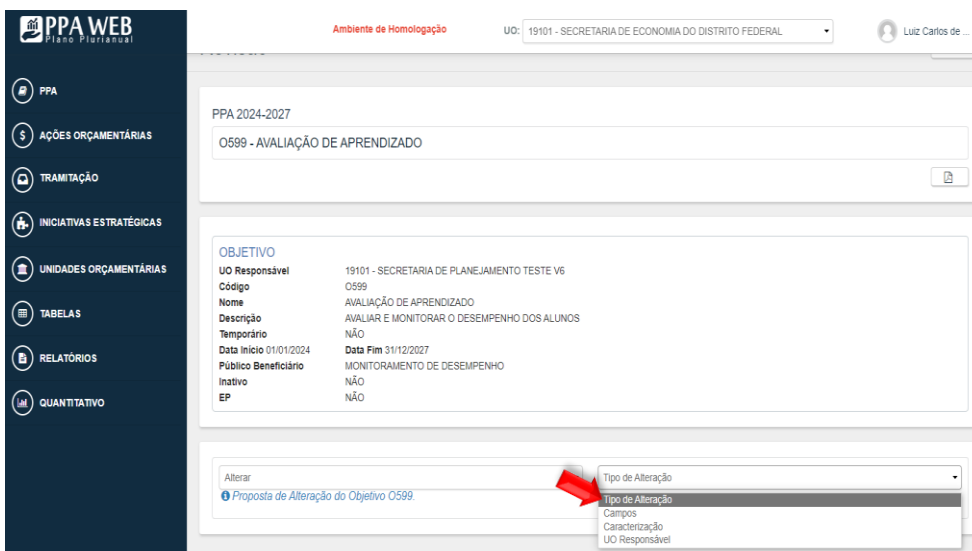 PPA WEB
Plano Plurianual
Ambiente de Homologação
UO: 19101 - SECRETARIA DE ECONOMIA DO DISTRITO FEDERAL
Luiz Carlos de ...
PPA
AÇÕES ORÇAMENTÁRIAS
TRAMITAÇÃO
INICIATIVAS ESTRATÉGICAS
UNIDADES ORÇAMENTÁRIAS
TABELAS
RELATÓRIOS
QUANTITATIVO
PPA 2024-2027
O599 - AVALIAÇÃO DE APRENDIZADO
OBJETIVO
UO Responsável 19101 - SECRETARIA DE PLANEJAMENTO TESTE V6
Código O599
Nome AVALIAÇÃO DE APRENDIZADO
Descrição AVALIAR E MONITORAR O DESEMPENHO DOS ALUNOS
Temporário NÃO
Data Início 01/01/2024 Data Fim 31/12/2027
Público Beneficiário MONITORAMENTO DE DESEMPENHO
Inativo NÃO
EP NÃO
Alterar
Tipo de Alteração
Proposta de Alteração do Objetivo O599.
Tipo de Alteração
Campos
Caracterização
UO Responsável